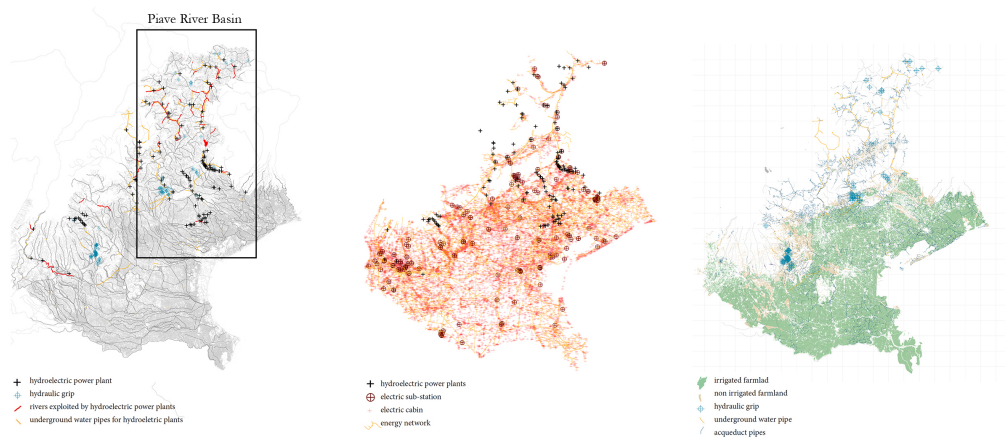 Piave River Basin
hydroelectric power plant
hydraulic grip
rivers exploited by hydroelectric power plants
underground water pipes for hydroeletric plants
hydroelectric power plants
electric sub-station
electric cabin
energy network
irrigated farmlad
non irrigated farmland
hydraulic grip
underground water pipe
acqueduct pipes